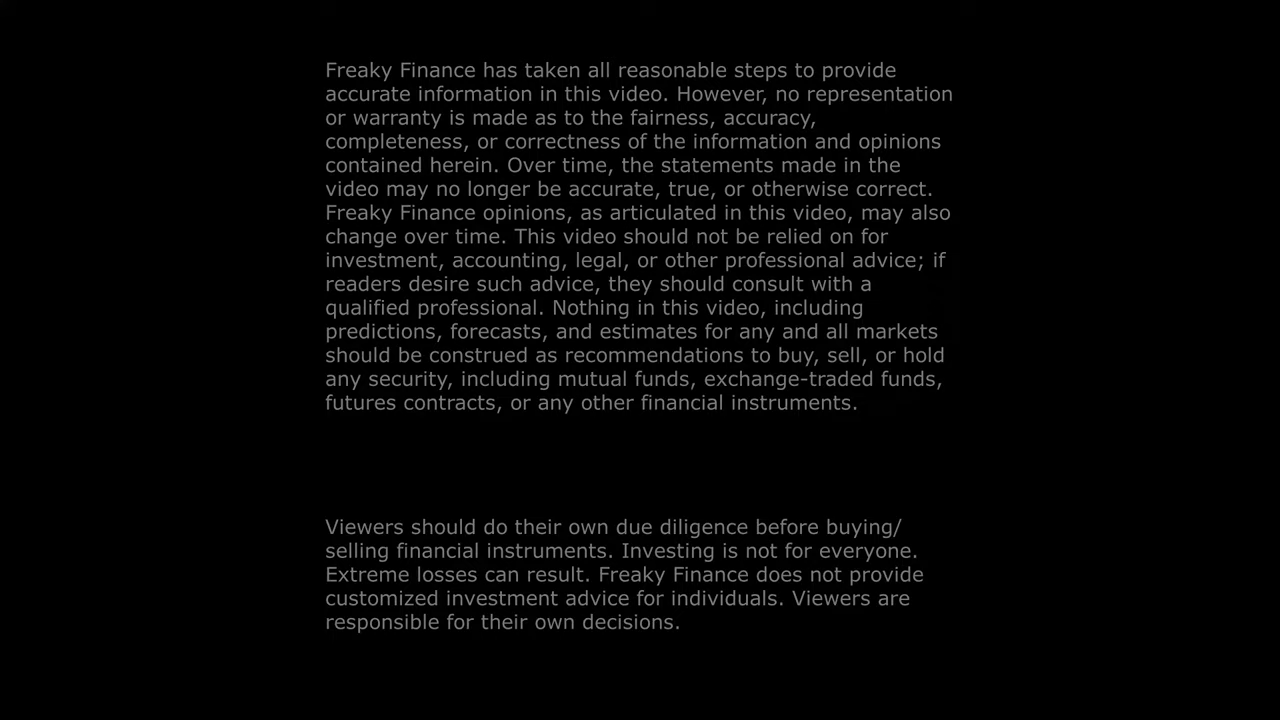 Freaky Finance has taken all reasonable steps to provide
accurate information in this video. However, no representation
or warranty is made as to the fairness, accuracy,
completeness, or correctness of the information and opinions
contained herein. Over time, the statements made in the
video may no longer be accurate, true, or otherwise correct.
Freaky Finance opinions, as articulated in this video, may also
change over time. This video should not be relied on for
investment, accounting, legal, or other professional advice; if
readers desire such advice, they should consult with a
qualified professional. Nothing in this video, including
predictions, forecasts, and estimates for any and all markets
should be construed as recommendations to buy, sell, or hold
any security, including mutual funds, exchange-traded funds,
futures contracts, or any other financial instruments.
Viewers should do their own due diligence before buying/
selling financial instruments. Investing is not for everyone.
Extreme losses can result. Freaky Finance does not provide
customized investment advice for individuals. Viewers are
responsible for their own decisions.